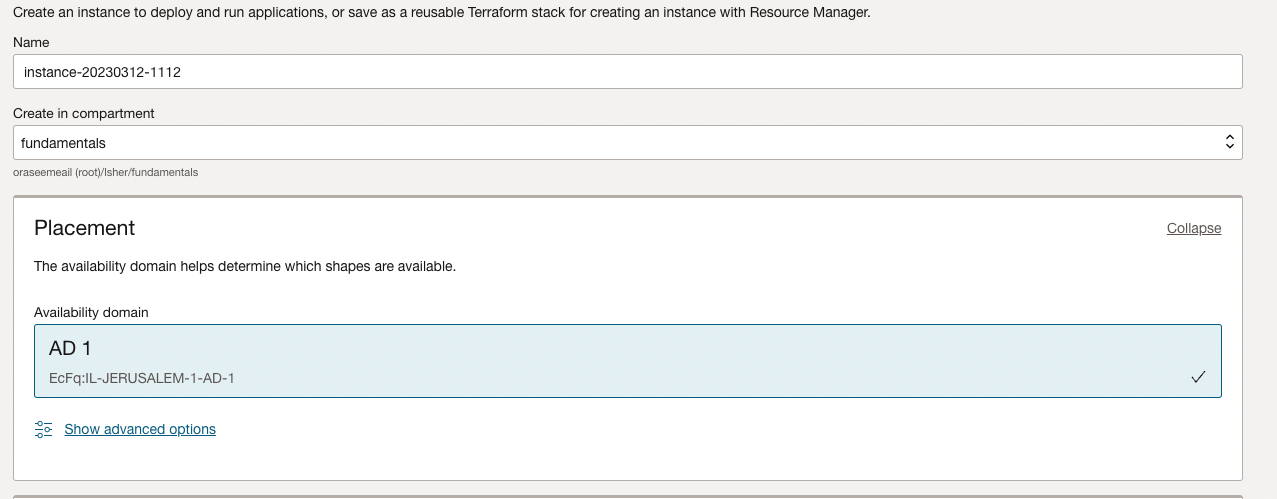 Create an instance to deploy and run applications, or save as a reusable Terraform stack for creating an instance with Resource Manager.
Name
instance-20230312-1112
Create in compartment
fundamentals
oraseemeail (root)/lsher/fundamentals
Placement
Collapse
The availability domain helps determine which shapes are available.
Availability domain
AD 1
EcFq:IL-JERUSALEM-1-AD-1
Show advanced options